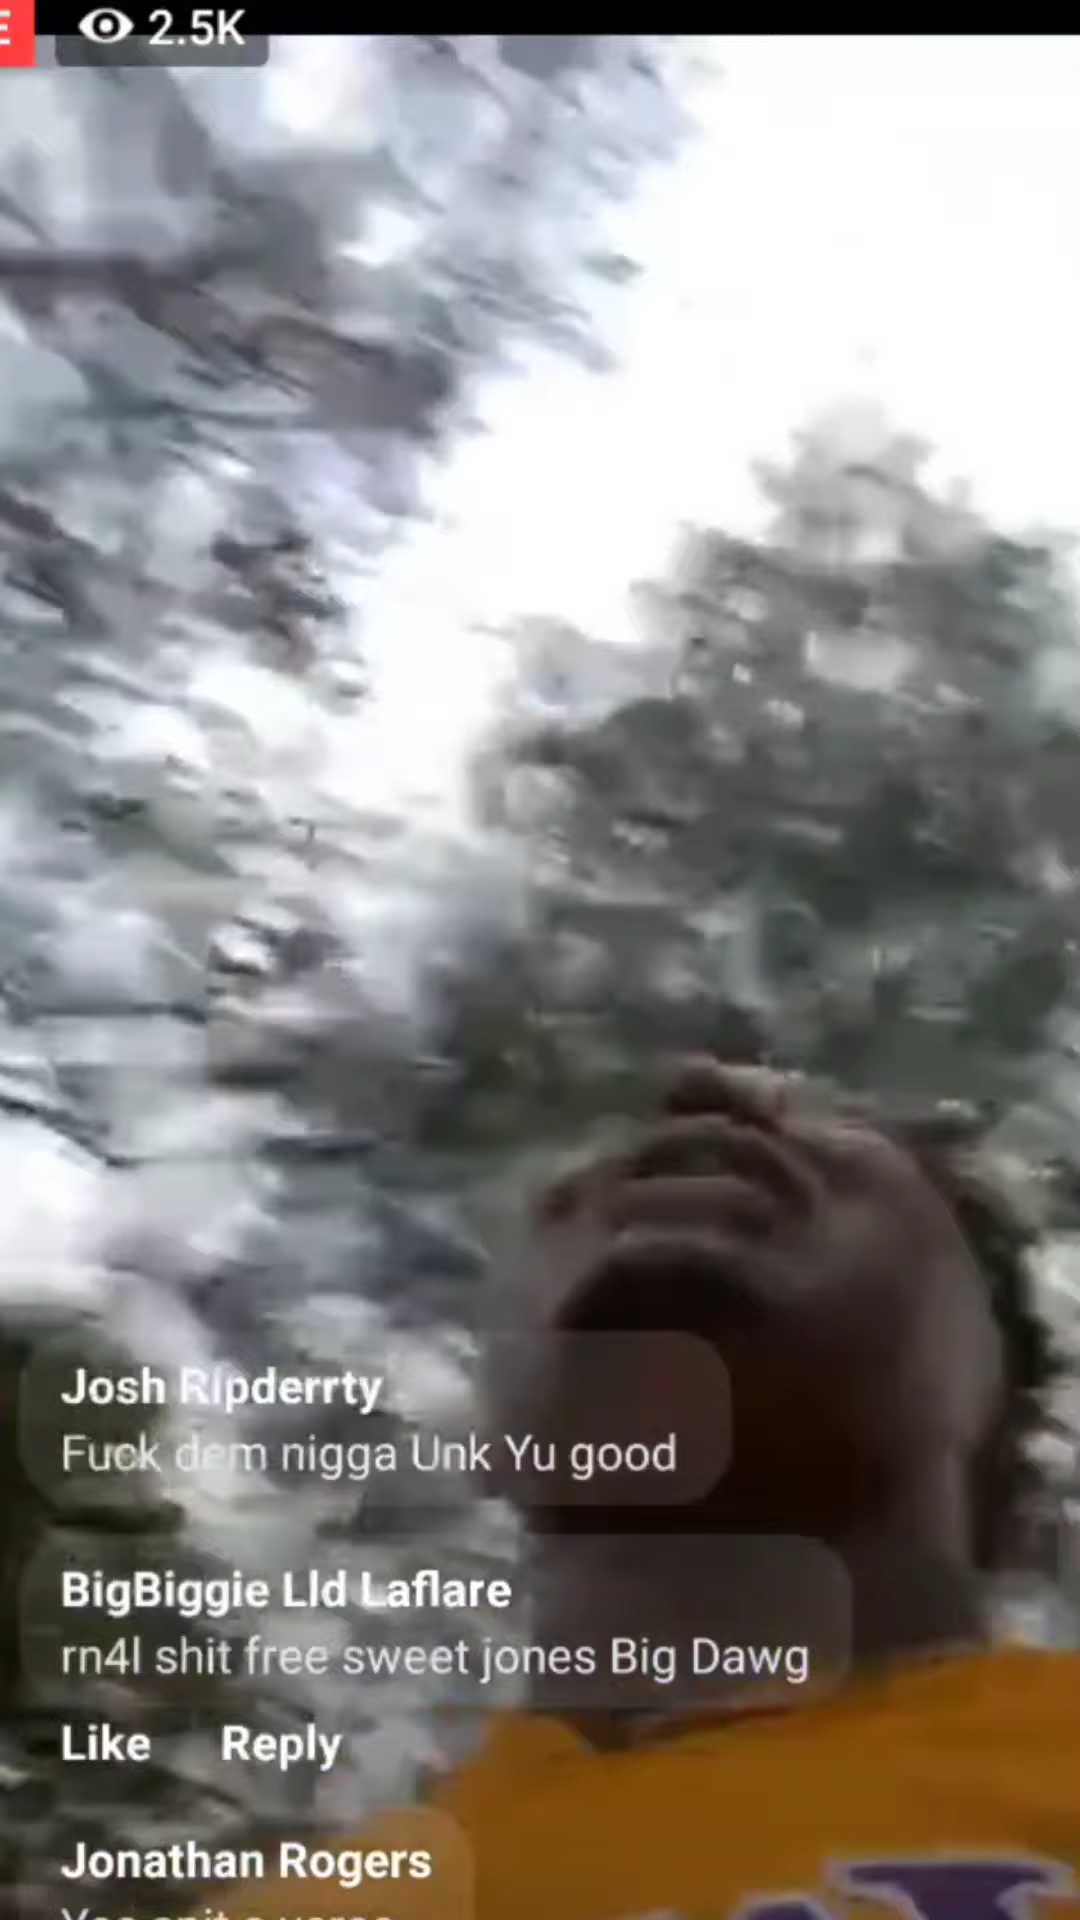 E
2.5K
Josh Ripderrty
Fuck dem nigga Unk Yu good
BigBiggie Lld Laflare
rn4l shit free sweet jones Big Dawg
Like Reply
Jonathan Rogers